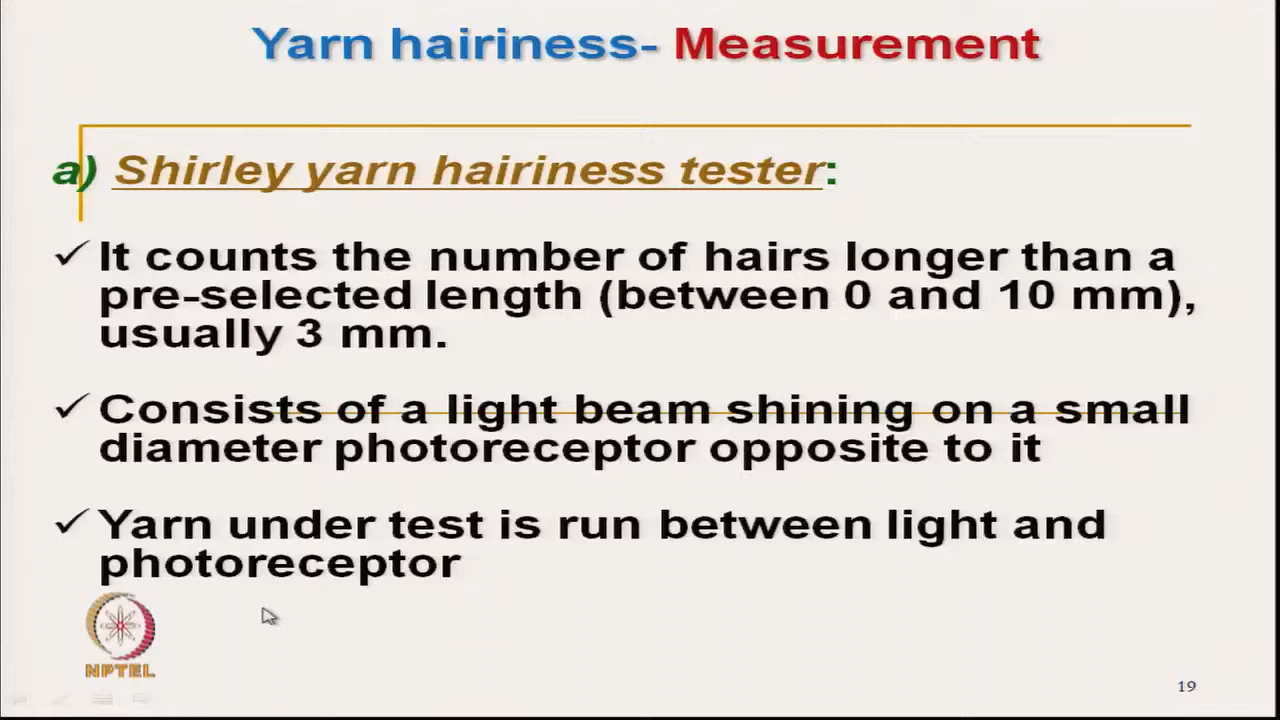 Yarn hairiness- Measurement
a) Shirley yarn hairiness tester:
✓ It counts the number of hairs longer than a
pre-selected length (between 0 and 10 mm),
usually 3 mm.
✓ Consists of a light beam shining on a small
diameter photoreceptor opposite to it
✓ Yarn under test is run between light and
photoreceptor
NPTEL
19